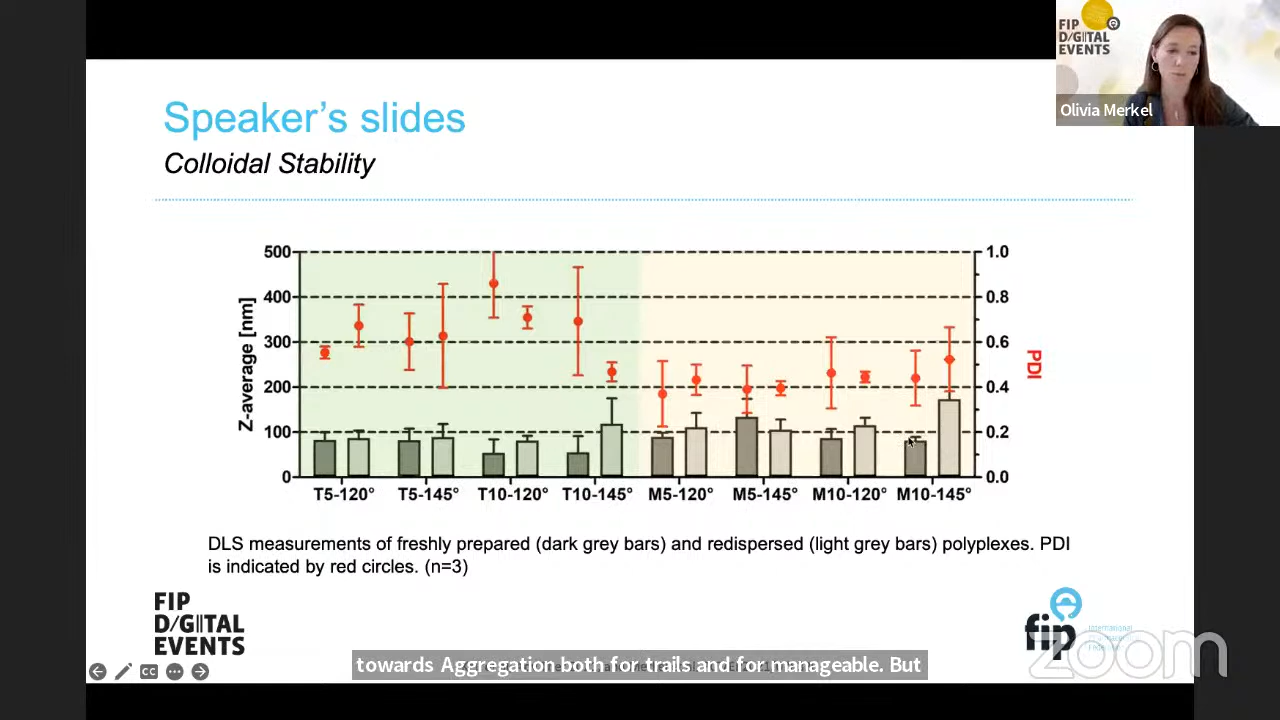 FIP
D/G||TAL
EVENTS
Olivia Merkel
Speaker's slides
Colloidal Stability
500
400
300
200
100
0
Z-average [nm]
1.0
0.8
0.6
0.4
0.2
0.0
PDI
T5-120° T5-145° T10-120° T10-145° M5-120° M5-145° M10-120° M10-145°
DLS measurements of freshly prepared (dark grey bars) and redispersed (light grey bars) polyplexes. PDI
is indicated by red circles. (n=3)
FIP
D/G||TAL
EVENTS
fip
zoom
CC
towards Aggregation both for trails and for manageable. But